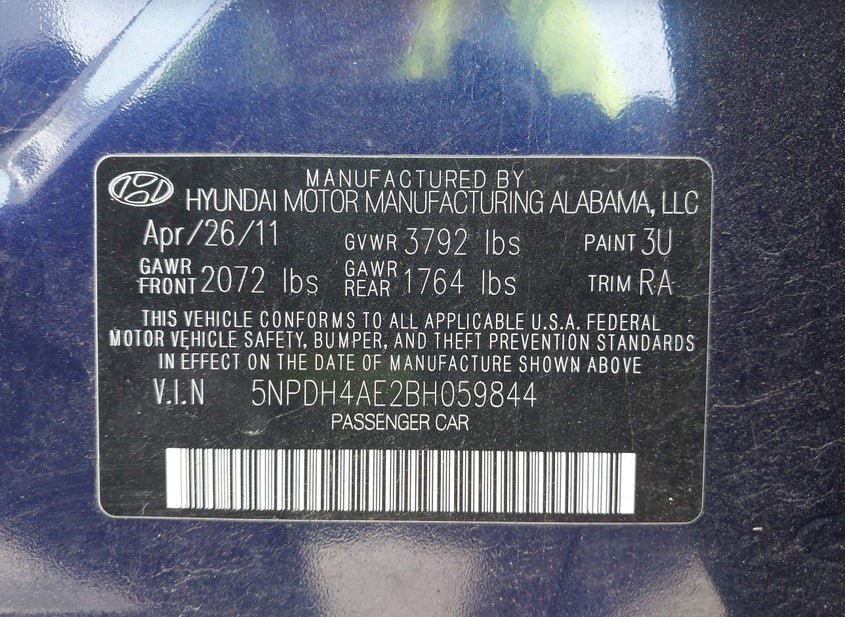 MANUFACTURED BY
HYUNDAI MOTOR MANUFACTURING ALABAMA, LLC
Apr/26/11 GVWR 3792 lbs PAINT 3U
GAWR FRONT 2072 lbs GAWR REAR 1764 lbs TRIM RA
THIS VEHICLE CONFORMS TO ALL APPLICABLE U.S.A. FEDERAL
MOTOR VEHICLE SAFETY, BUMPER, AND THEFT PREVENTION STANDARDS
IN EFFECT ON THE DATE OF MANUFACTURE SHOWN ABOVE
V.I.N 5NPDH4AE2BH059844
PASSENGER CAR